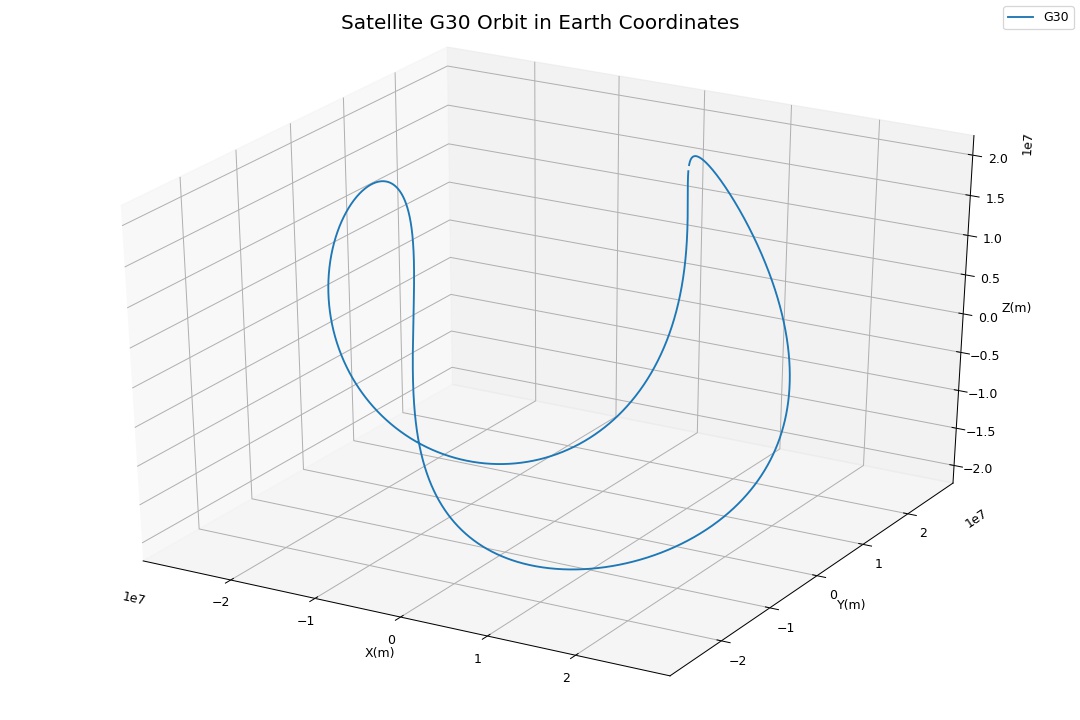 Satellite G30 Orbit in Earth Coordinates
G30
1e7
2.0
1.5
1.0
0.5
0.0
Z(m)
−0.5
−1.0
−1.5
−2.0
1e7
2
1
0
Y(m)
−1
−2
1e7
−2
−1
0
X(m)
1
2